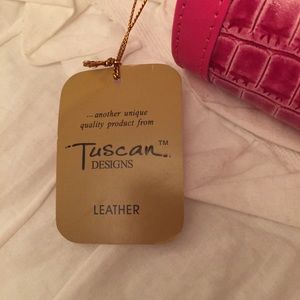 ... another unique
quality product from
Tuscan™
DESIGNS
LEATHER